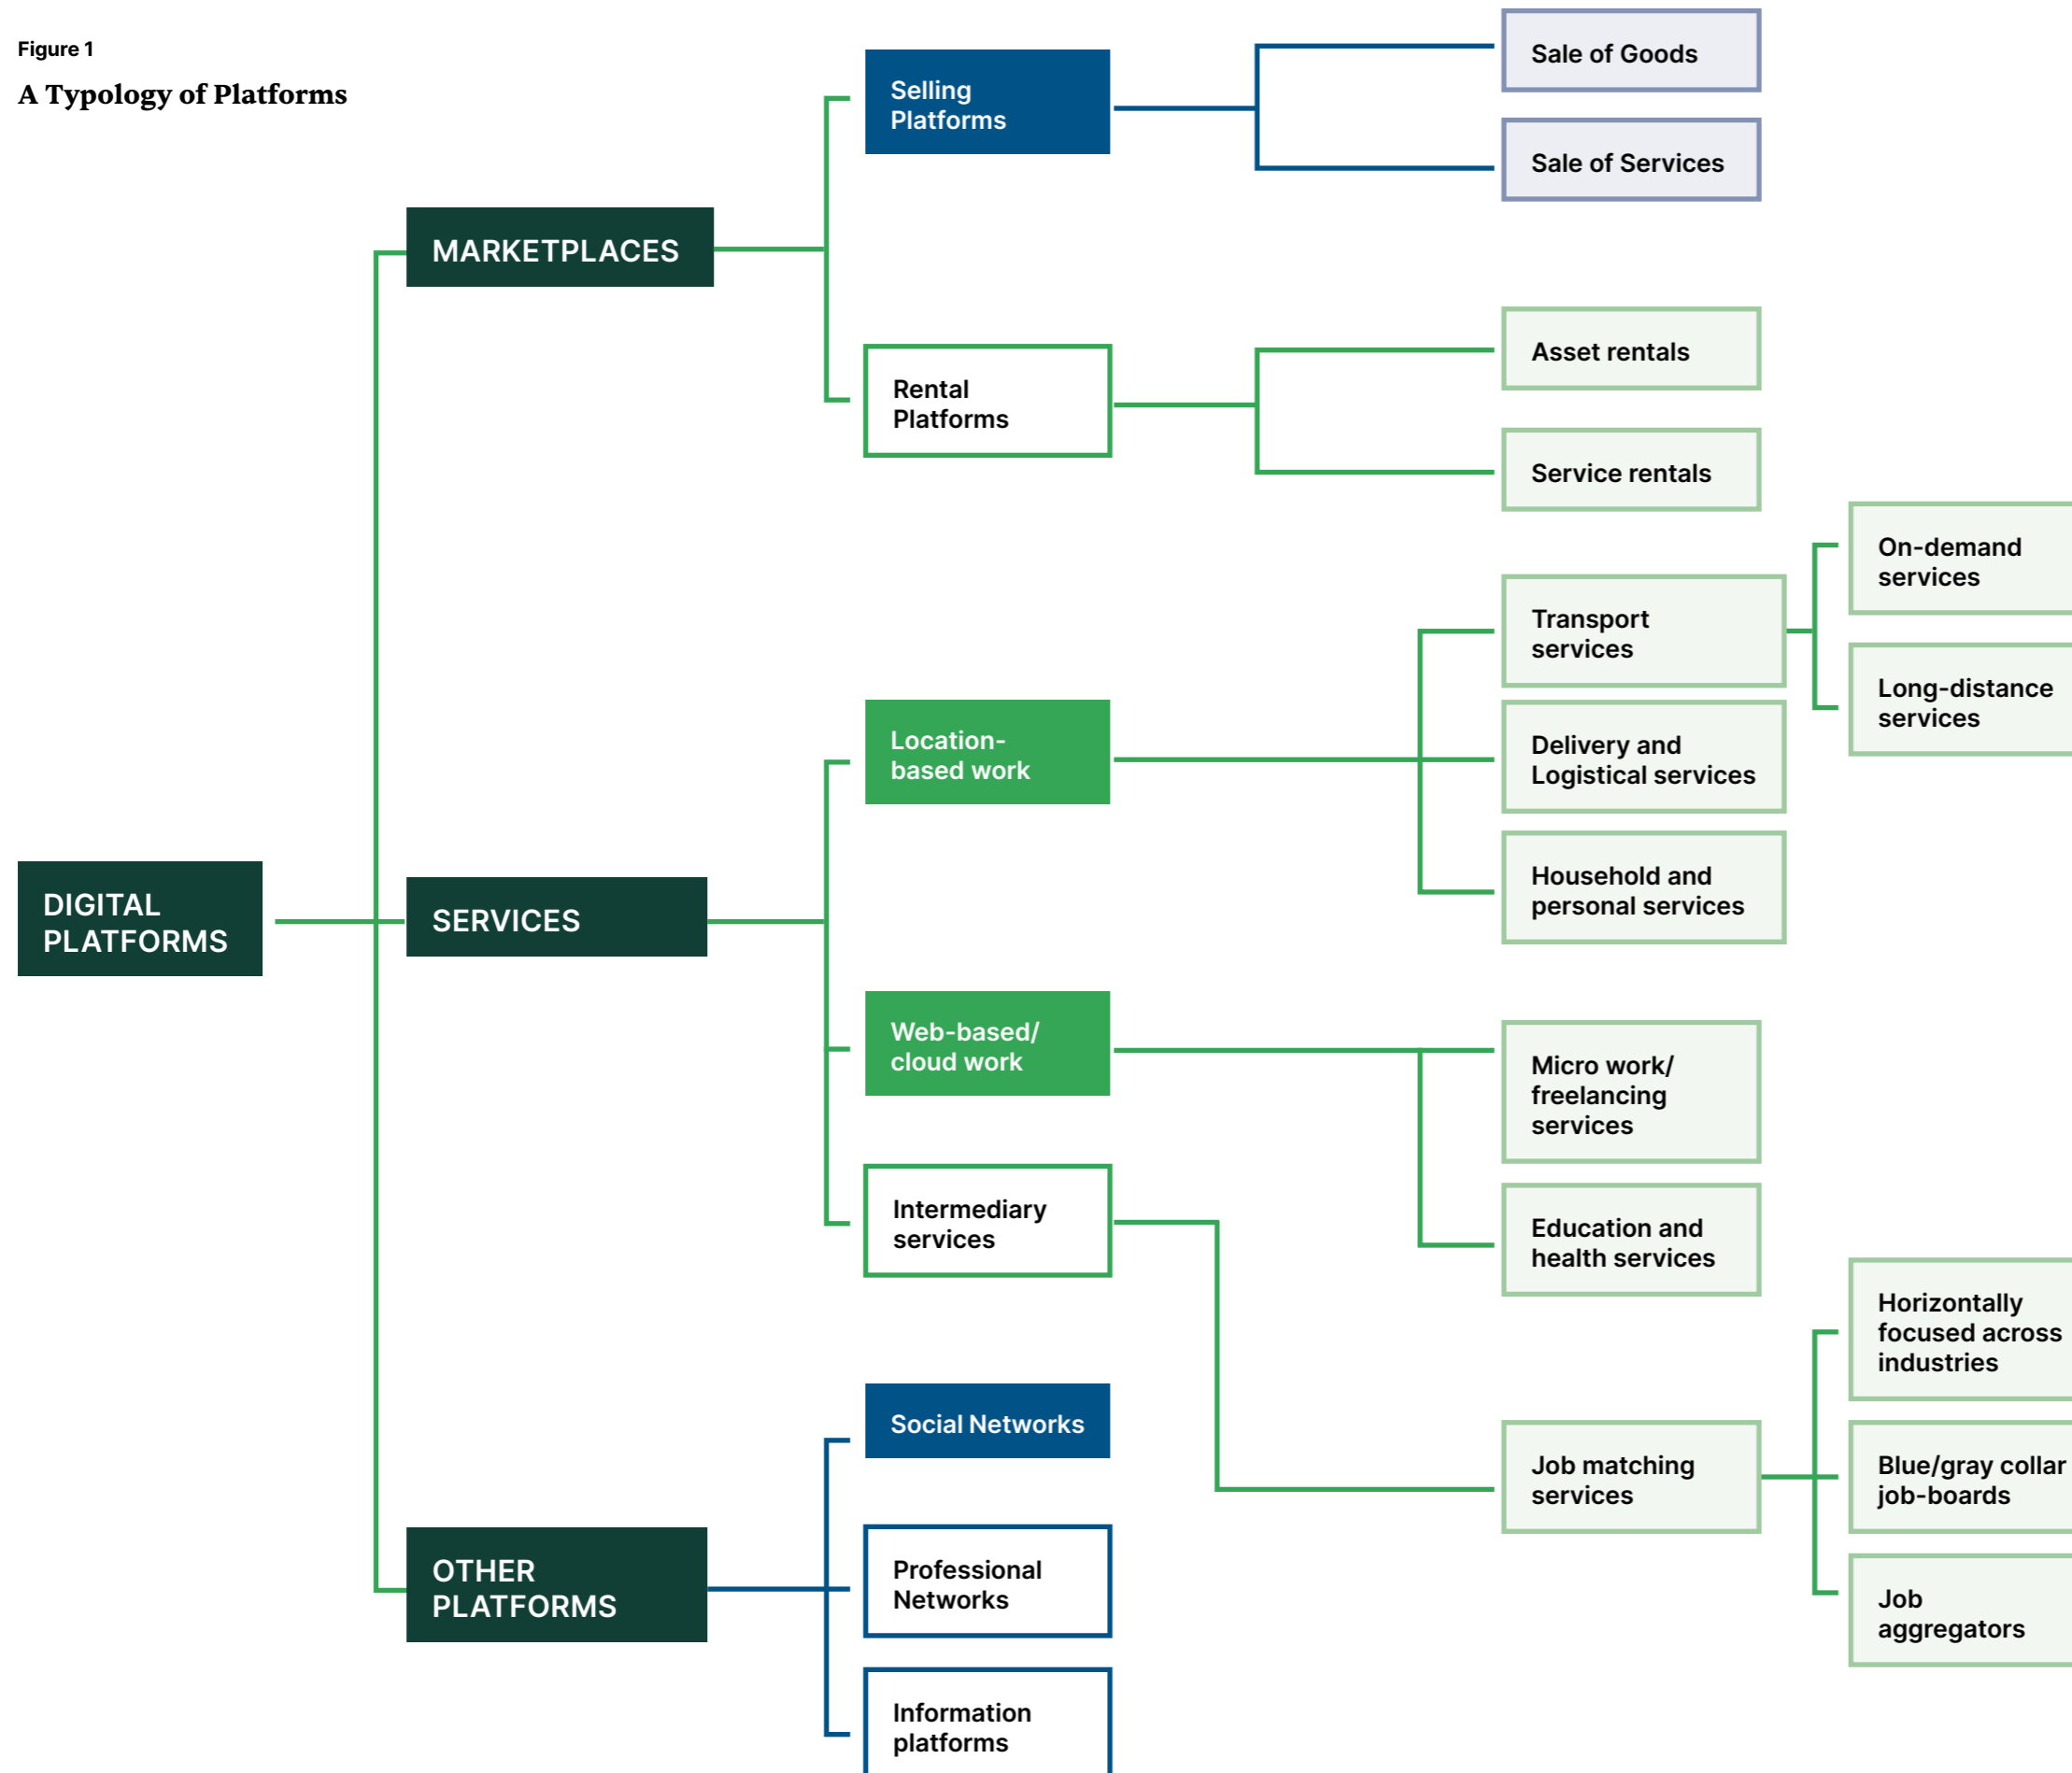 Figure 1
A Typology of Platforms
DIGITAL
PLATFORMS
MARKETPLACES
Selling
Platforms
Sale of Goods
Sale of Services
Rental
Platforms
Asset rentals
Service rentals
SERVICES
Location-
based work
Transport
services
On-demand
services
Long-distance
services
Delivery and
Logistical services
Household and
personal services
Web-based/
cloud work
Micro work/
freelancing
services
Education and
health services
Intermediary
services
Job matching
services
Horizontally
focused across
industries
Blue/gray collar
job-boards
Job
aggregators
OTHER
PLATFORMS
Social Networks
Professional
Networks
Information
platforms